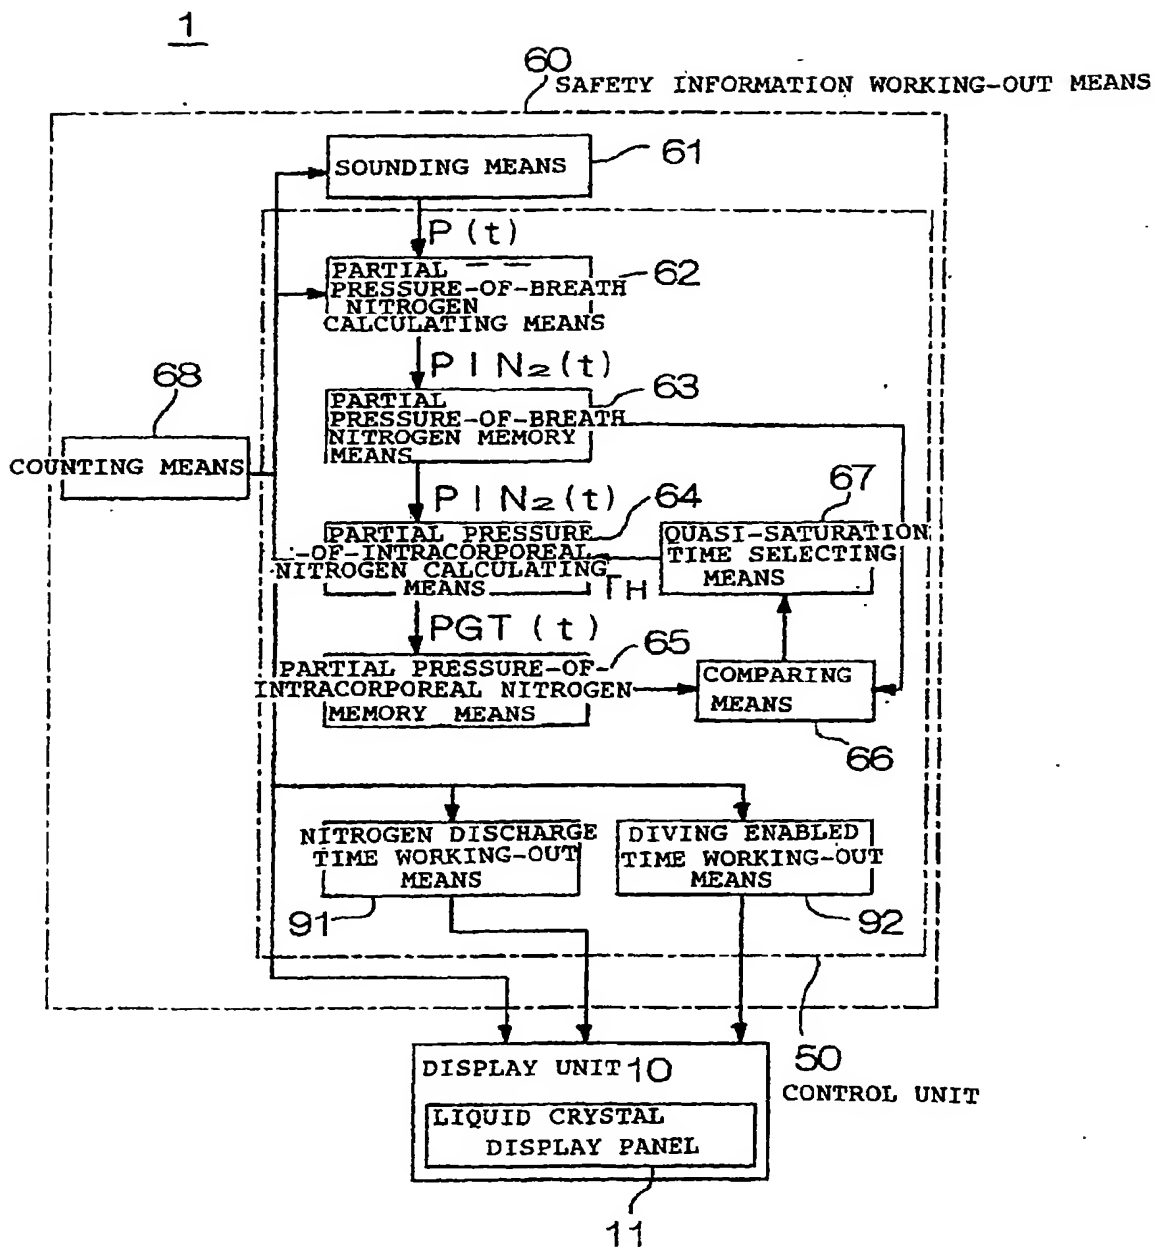 1
60
SAFETY INFORMATION WORKING-OUT MEANS
SOUNDING MEANS
61
P(t)
PARTIAL
PRESSURE-OF-BREATH
NITROGEN
CALCULATING MEANS
62
PIN2(t)
68
COUNTING MEANS
PARTIAL
PRESSURE-OF-BREATH
NITROGEN MEMORY
MEANS
63
PIN2(t)
64
PARTIAL PRESSURE
-OF-INTRACORPOREAL
NITROGEN CALCULATING
MEANS
67
QUASI-SATURATION
TIME SELECTING
MEANS
TH
PGT(t)
65
PARTIAL PRESSURE-OF-
INTRACORPOREAL NITROGEN
MEMORY MEANS
COMPARING
MEANS
66
NITROGEN DISCHARGE
TIME WORKING-OUT
MEANS
91
DIVING ENABLED
TIME WORKING-OUT
MEANS
92
50
CONTROL UNIT
DISPLAY UNIT 10
LIQUID CRYSTAL
DISPLAY PANEL
11